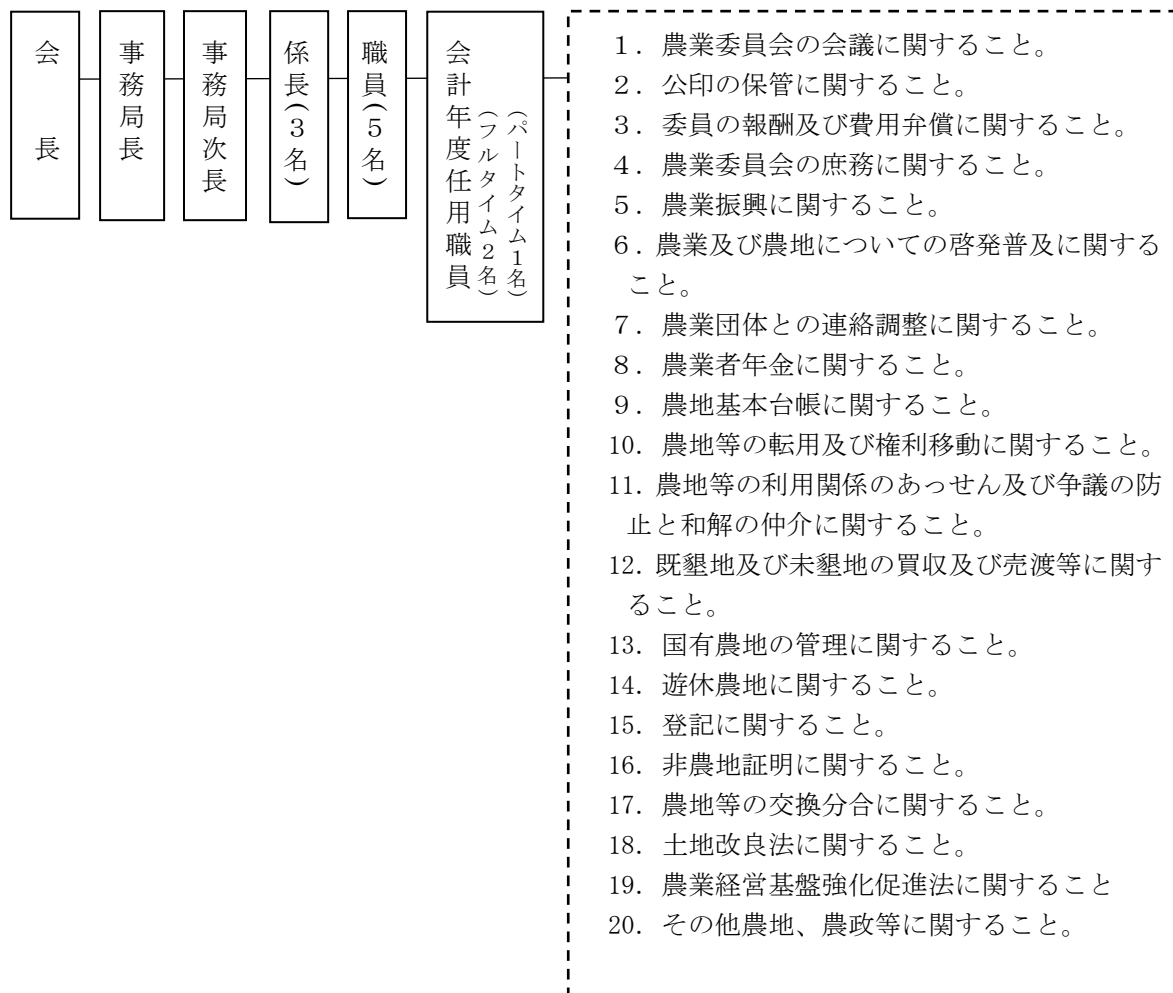 会長
事務局長
事務局次長
係長(3名)
職員(5名)
会計年度任用職員
(フルタイム2名)
(パートタイム1名)
1．農業委員会の会議に関すること。
2．公印の保管に関すること。
3．委員の報酬及び費用弁償に関すること。
4．農業委員会の庶務に関すること。
5．農業振興に関すること。
6．農業及び農地についての啓発普及に関する
こと。
7．農業団体との連絡調整に関すること。
8．農業者年金に関すること。
9．農地基本台帳に関すること。
10. 農地等の転用及び権利移動に関すること。
11. 農地等の利用関係のあっせん及び争議の防
止と和解の仲介に関すること。
12. 既墾地及び未墾地の買収及び売渡等に関す
ること。
13. 国有農地の管理に関すること。
14. 遊休農地に関すること。
15. 登記に関すること。
16. 非農地証明に関すること。
17. 農地等の交換分合に関すること。
18. 土地改良法に関すること。
19. 農業経営基盤強化促進法に関すること
20. その他農地、農政等に関すること。